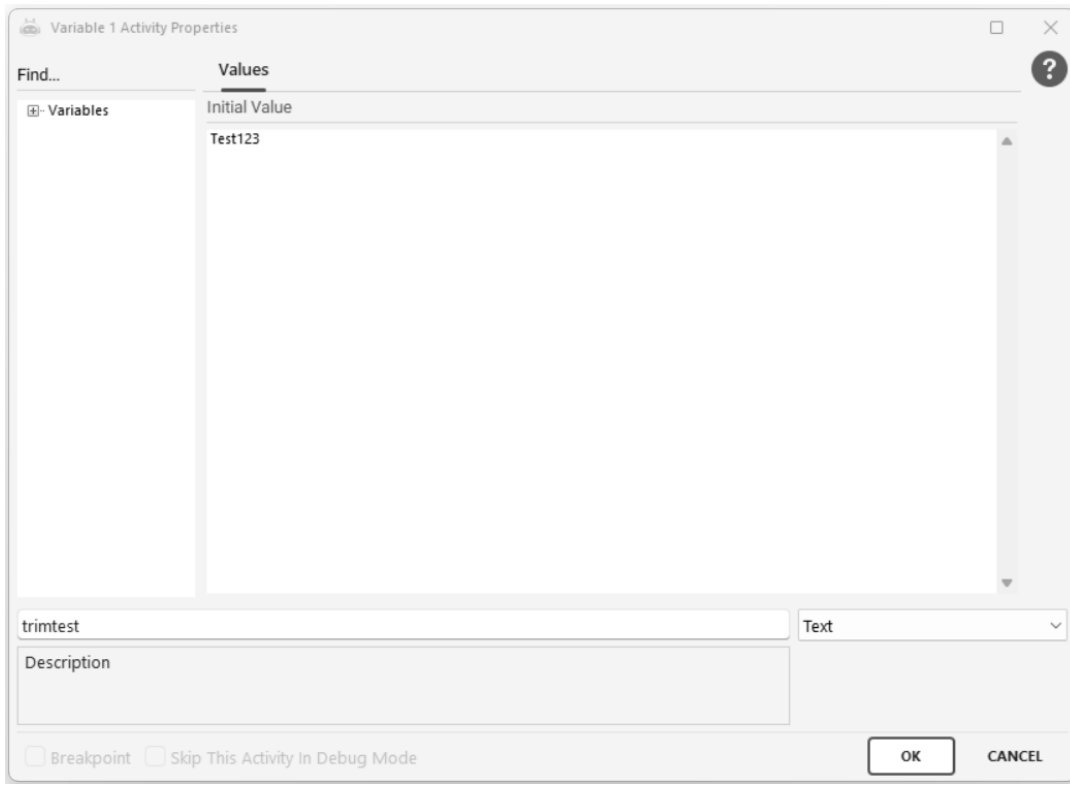 Variable 1 Activity Properties
Find...
Values
?
Variables
Initial Value
Test123
trimtest
Text
Description
Breakpoint
Skip This Activity In Debug Mode
OK
CANCEL